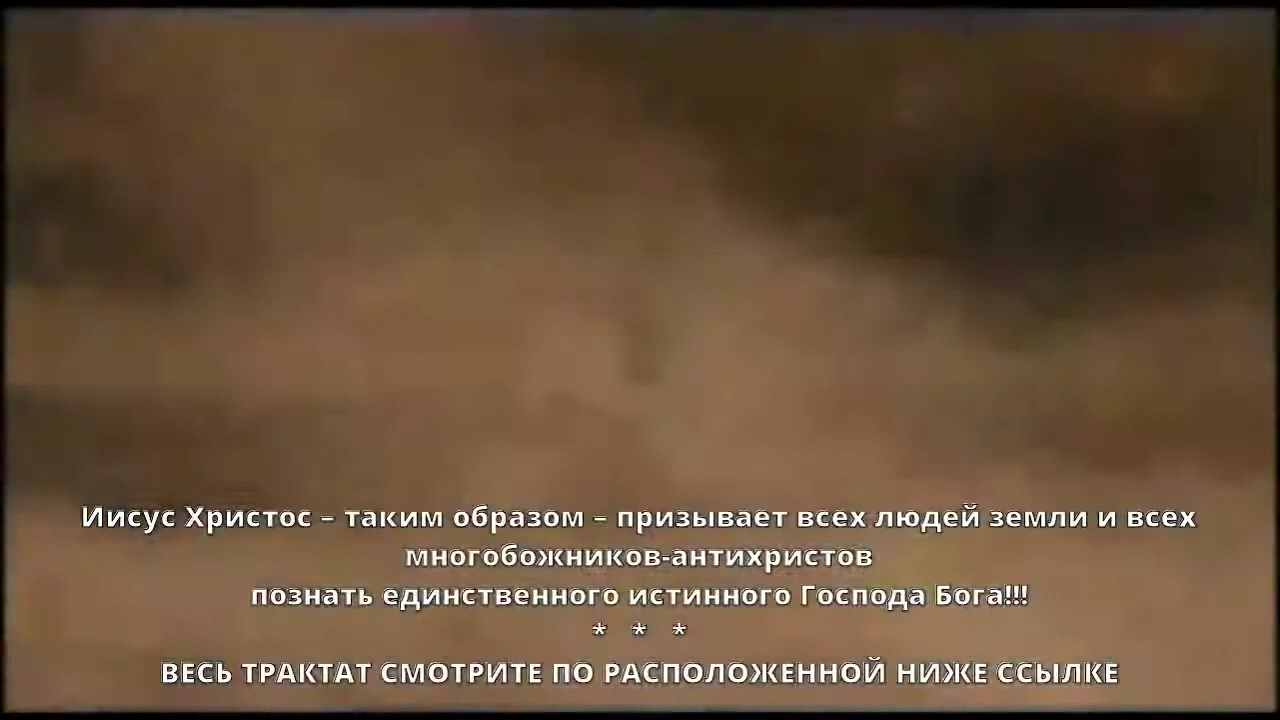 Иисус Христос – таким образом – призывает всех людей земли и всех
многобожников-антихристов
познать единственного истинного Господа Бога!!!
* * *
ВЕСЬ ТРАКТАТ СМОТРИТЕ ПО РАСПОЛОЖЕННОЙ НИЖЕ ССЫЛКЕ